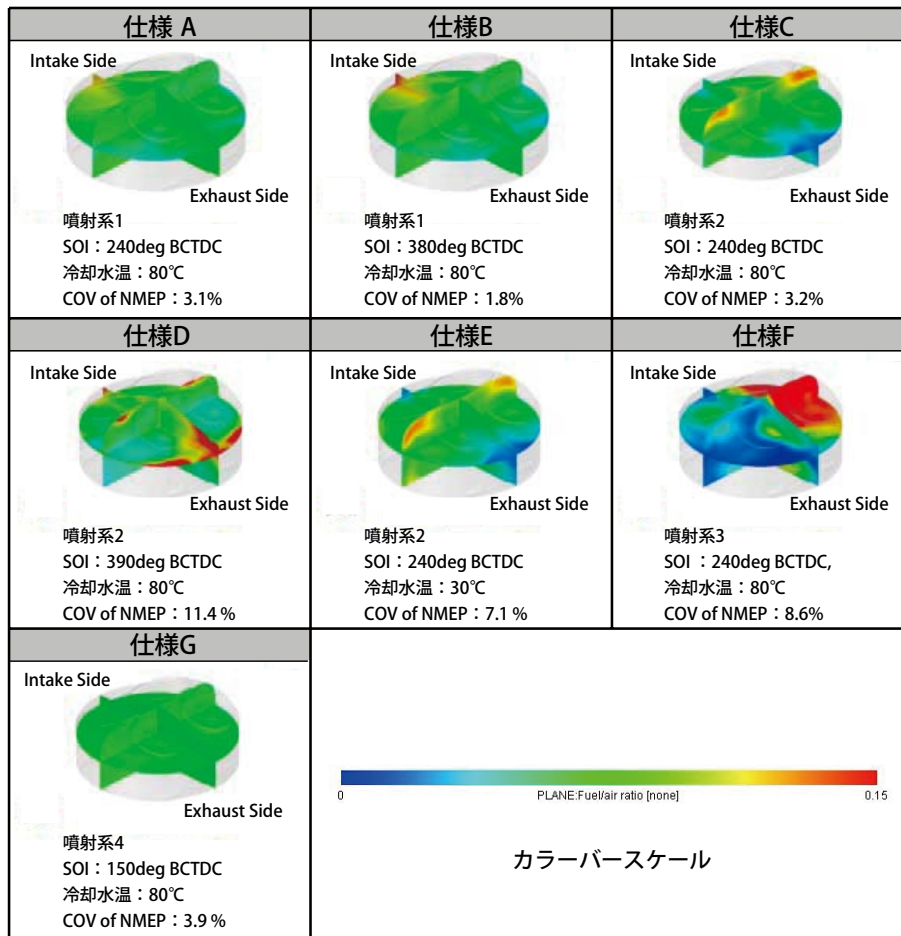 仕様 A
Intake Side
Exhaust Side
噴射系1
SOI：240deg BCTDC
冷却水温：80℃
COV of NMEP：3.1%
仕様B
Intake Side
Exhaust Side
噴射系1
SOI：380deg BCTDC
冷却水温：80℃
COV of NMEP：1.8%
仕様C
Intake Side
Exhaust Side
噴射系2
SOI：240deg BCTDC
冷却水温：80℃
COV of NMEP：3.2%
仕様D
Intake Side
Exhaust Side
噴射系2
SOI：390deg BCTDC
冷却水温：80℃
COV of NMEP：11.4 %
仕様E
Intake Side
Exhaust Side
噴射系2
SOI：240deg BCTDC
冷却水温：30℃
COV of NMEP：7.1 %
仕様F
Intake Side
Exhaust Side
噴射系3
SOI ：240deg BCTDC,
冷却水温：80℃
COV of NMEP：8.6%
仕様G
Intake Side
Exhaust Side
噴射系4
SOI：150deg BCTDC
冷却水温：80℃
COV of NMEP：3.9 %
0 PLANE:Fuel/air ratio [none] 0.15
カラーバースケール